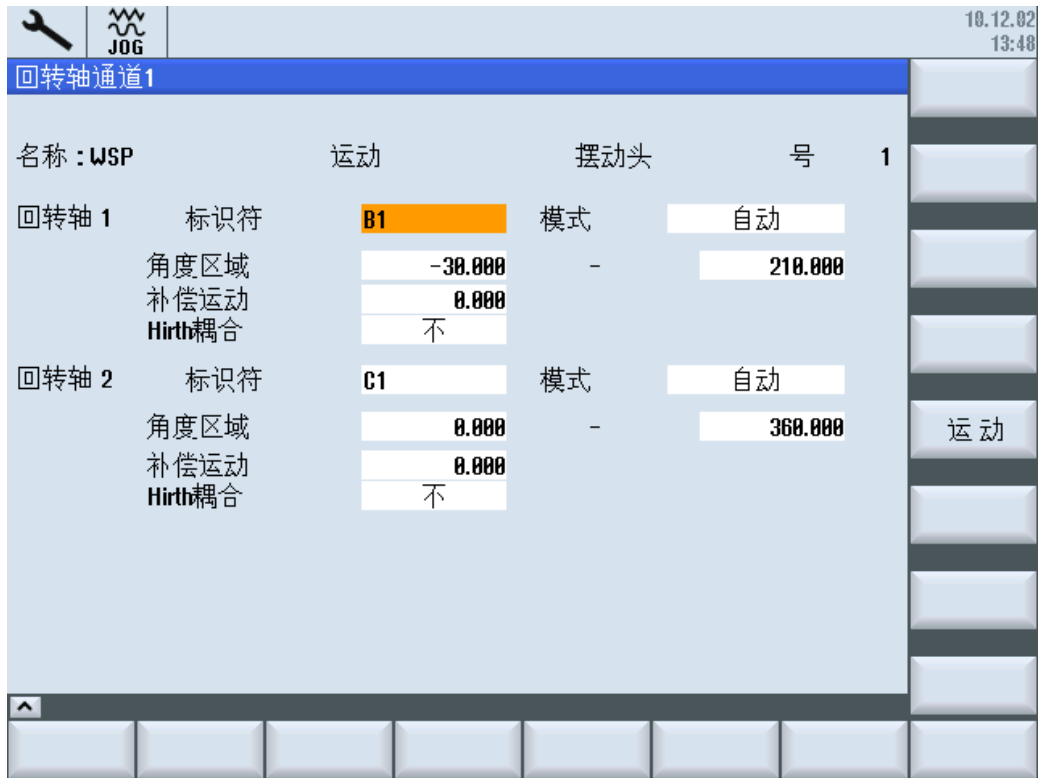 10.12.02
JOG
13:48
回转轴通道1
名称：WSP 运动 摆动头 号 1
回转轴 1 标识符 B1 模式 自动
角度区域 -30.000 - 210.000
补偿运动 0.000
Hirth耦合 不
回转轴 2 标识符 C1 模式 自动
角度区域 0.000 - 360.000
补偿运动 0.000
Hirth耦合 不
运动